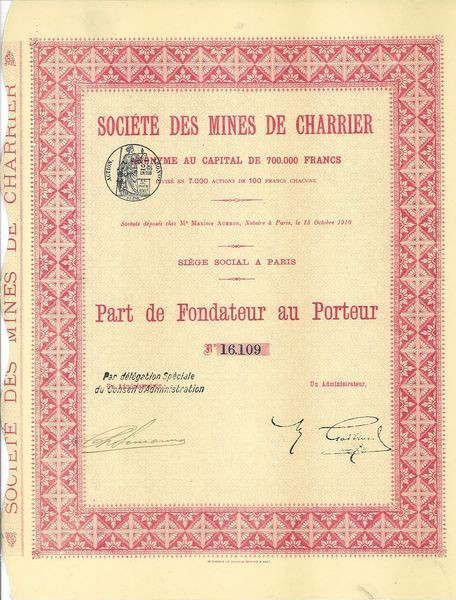 SOCIÉTÉ DES MINES DE CHARRIER
SOCIÉTÉ DES MINES DE CHARRIER
ANONYME AU CAPITAL DE 700.000 FRANCS
DIVISÉ EN 7.000 ACTIONS DE 100 FRANCS CHACUNE
Statuts déposés chez Me MAXIME AUBRON, Notaire à Paris, le 15 Octobre 1910
SIÈGE SOCIAL A PARIS
Part de Fondateur au Porteur
No 16.109
Par délégation Spéciale
du Conseil d'Administration
Un Administrateur,
Un Administrateur,